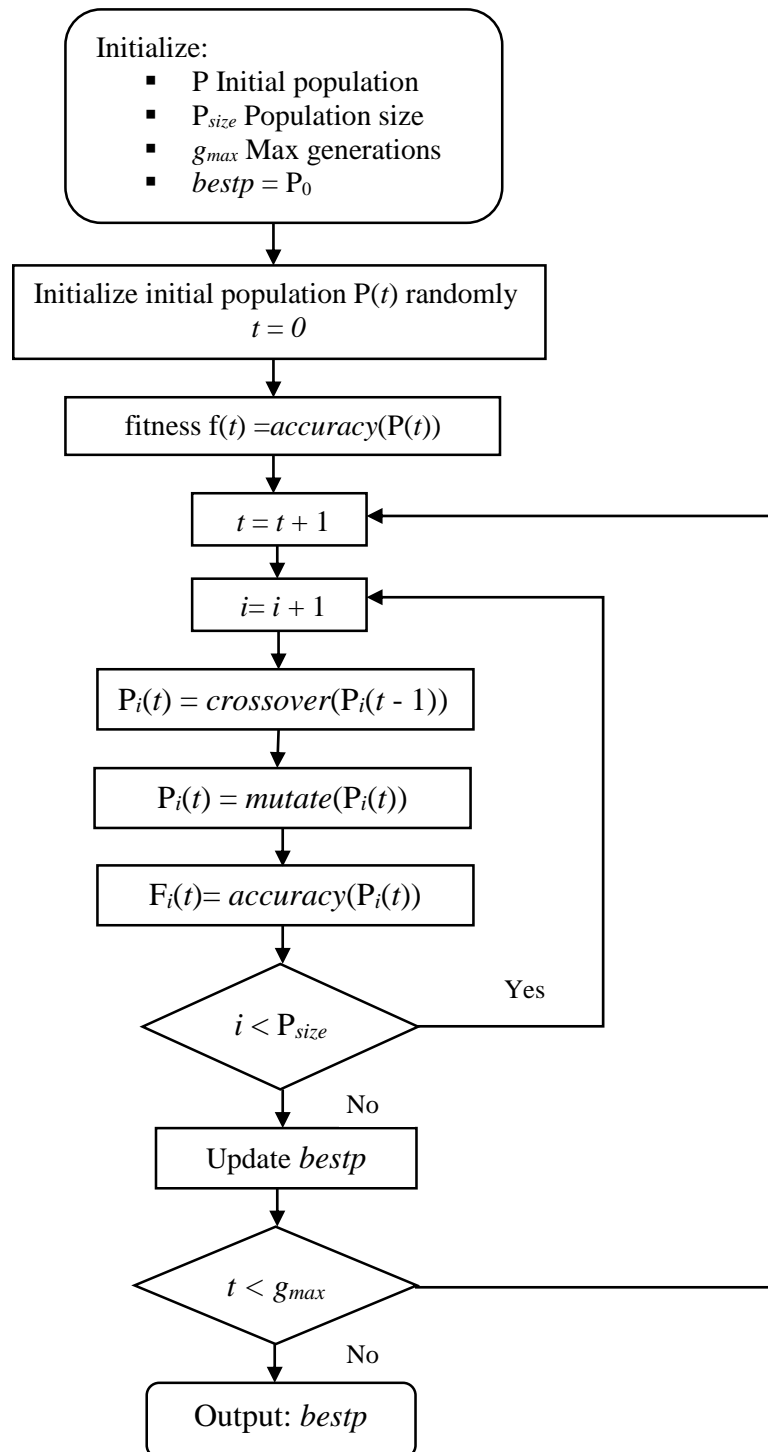 Initialize:
▪ P Initial population
▪ Psize Population size
▪ gmax Max generations
▪ bestp = P0
Initialize initial population P(t) randomly
t = 0
fitness f(t) =accuracy(P(t))
t = t + 1
i= i + 1
Pi(t) = crossover(Pi(t - 1))
Pi(t) = mutate(Pi(t))
Fi(t)= accuracy(Pi(t))
i < Psize
Yes
No
Update bestp
t < gmax
No
Output: bestp